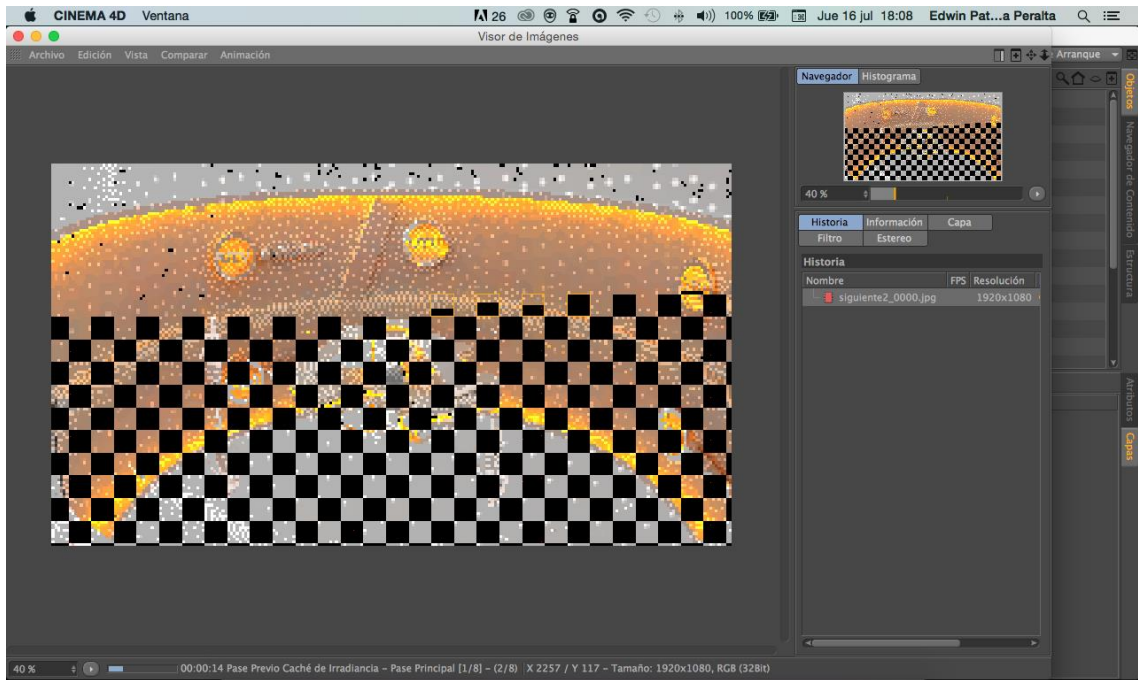 CINEMA 4D Ventana 26 100% Jue 16 jul 18:08 Edwin Pat...a Peralta
Visor de Imágenes
Archivo Edición Vista Comparar Animación
Arranque
Navegador Histograma
40 %
Historia Información Capa
Filtro Estereo
Historia
Nombre FPS Resolución
siguiente2_0000.jpg 1920x1080
Objetos
Navegador de Contenido
Estructura
Atributos
Capas
40 % 00:00:14 Pase Previo Caché de Irradiancia – Pase Principal [1/8] – (2/8) X 2257 / Y 117 – Tamaño: 1920x1080, RGB (32Bit)